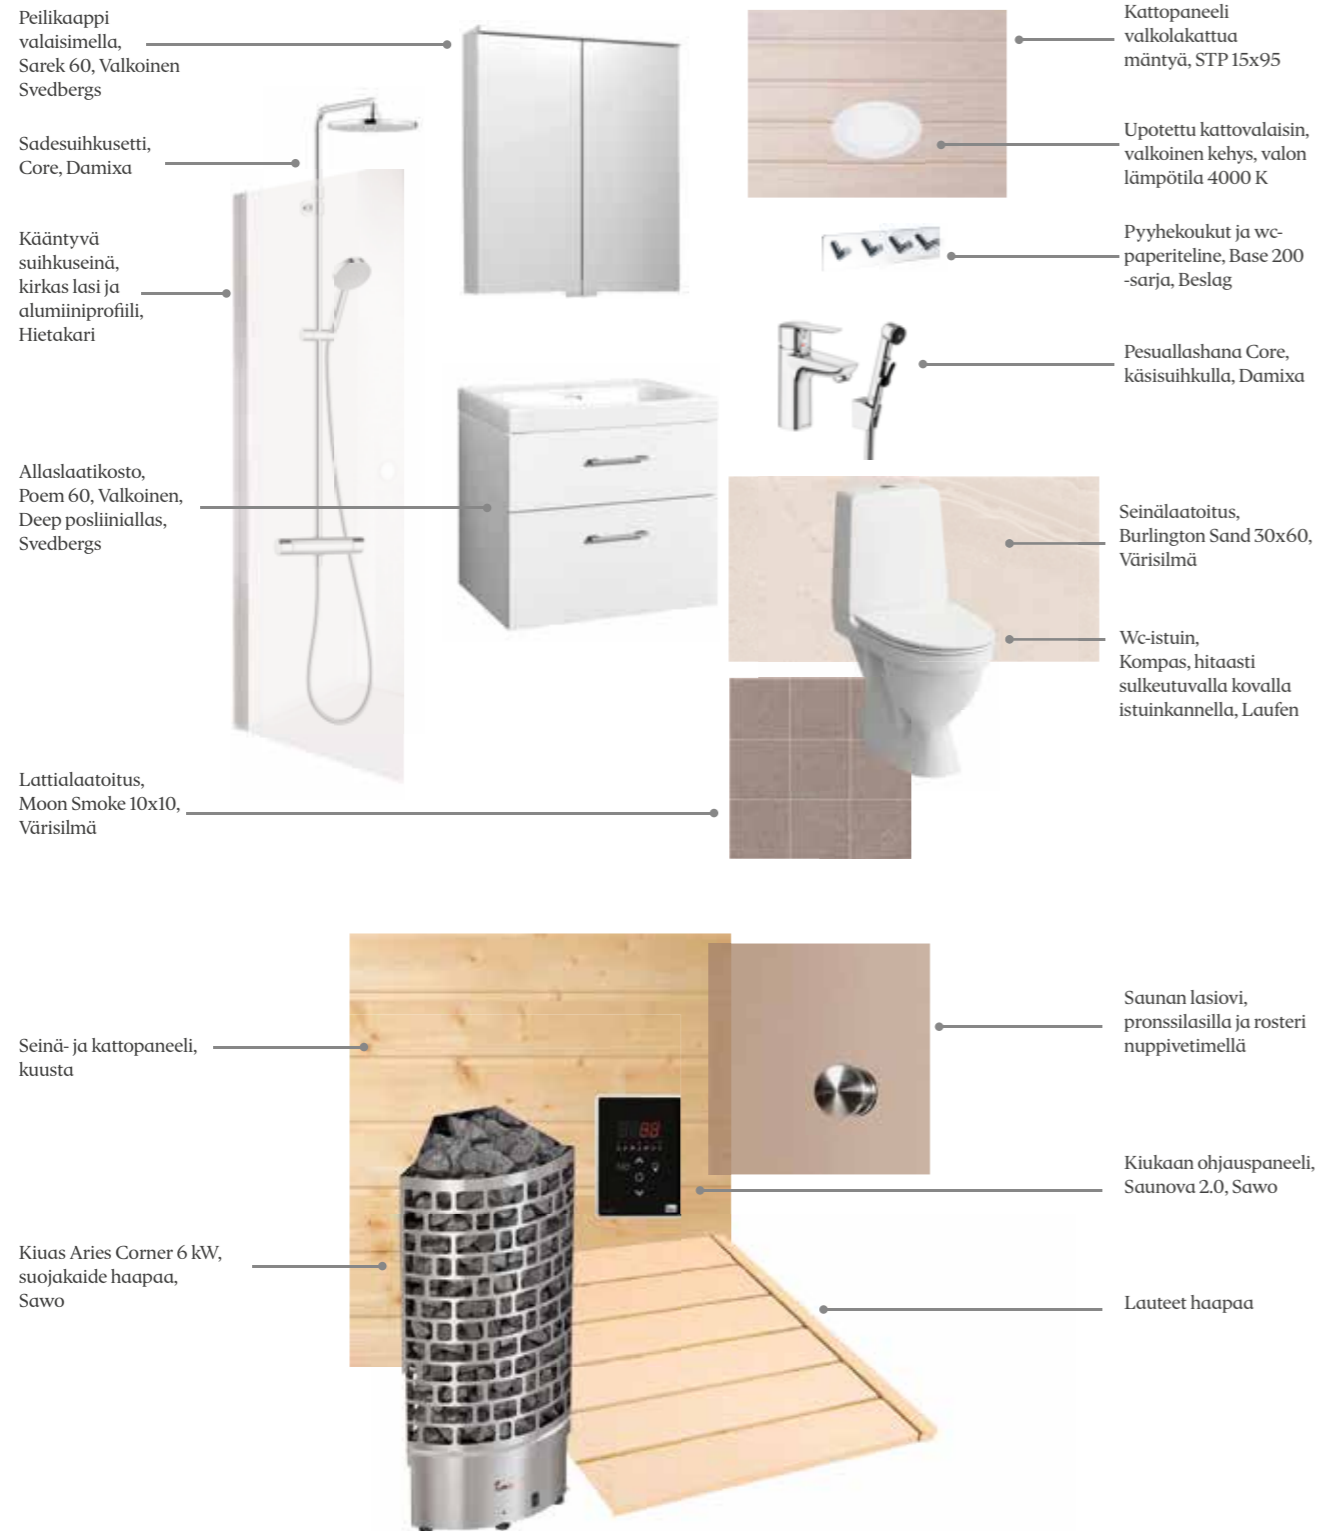 Peilikaappi
valaisimella,
Sarek 60, Valkoinen
Svedbergs
Sadesuihkusetti,
Core, Damixa
Kääntyvä
suihkuseinä,
kirkas lasi ja
alumiiniprofiili,
Hietakari
Allaslaatikosto,
Poem 60, Valkoinen,
Deep posliiniallas,
Svedbergs
Lattialaatoitus,
Moon Smoke 10x10,
Värisilmä
Kattopaneeli
valkolakattua
mäntyä, STP 15x95
Upotettu kattovalaisin,
valkoinen kehys, valon
lämpötila 4000 K
Pyyhekoukut ja wc-
paperiteline, Base 200
-sarja, Beslag
Pesuallashana Core,
käsisuihkulla, Damixa
Seinälaatoitus,
Burlington Sand 30x60,
Värisilmä
Wc-istuin,
Kompas, hitaasti
sulkeutuvalla kovalla
istuinkannella, Laufen
Seinä- ja kattopaneeli,
kuusta
Kiuas Aries Corner 6 kW,
suojakaide haapaa,
Sawo
Saunan lasiovi,
pronssilasilla ja rosteri
nuppivetimellä
Kiukaan ohjauspaneeli,
Saunova 2.0, Sawo
Lauteet haapaa